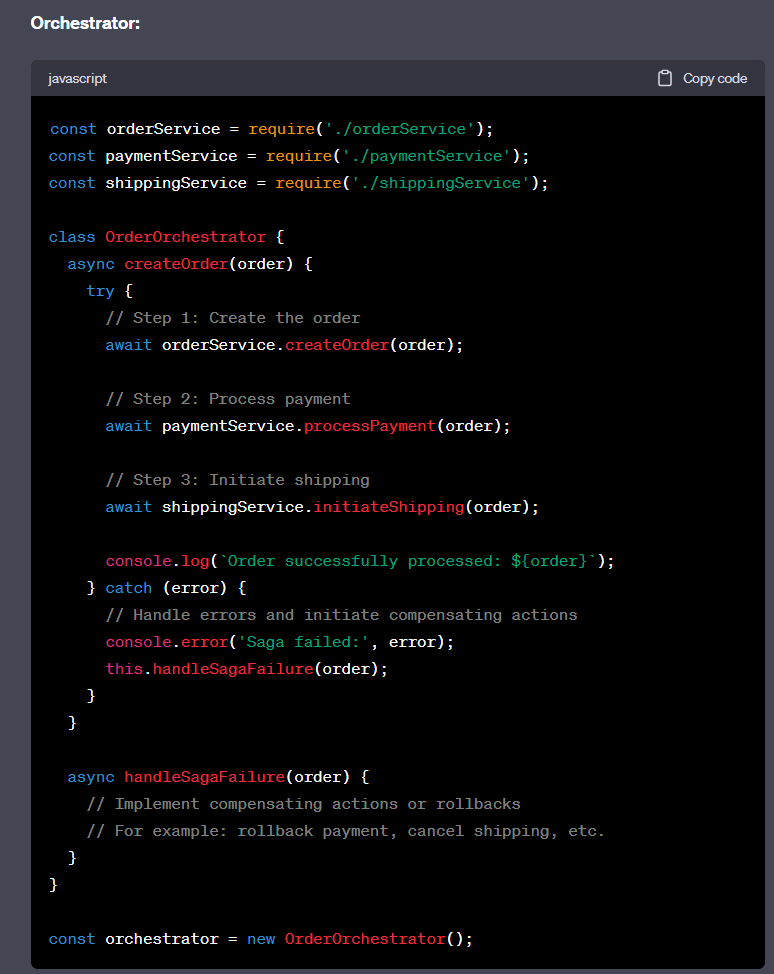 Orchestrator:
javascript
Copy code
const orderService = require('./orderService');
const paymentService = require('./paymentService');
const shippingService = require('./shippingService');

class OrderOrchestrator {
  async createOrder(order) {
    try {
      // Step 1: Create the order
      await orderService.createOrder(order);

      // Step 2: Process payment
      await paymentService.processPayment(order);

      // Step 3: Initiate shipping
      await shippingService.initiateShipping(order);

      console.log(`Order successfully processed: ${order}`);
    } catch (error) {
      // Handle errors and initiate compensating actions
      console.error('Saga failed:', error);
      this.handleSagaFailure(order);
    }
  }

  async handleSagaFailure(order) {
    // Implement compensating actions or rollbacks
    // For example: rollback payment, cancel shipping, etc.
  }
}

const orchestrator = new OrderOrchestrator();